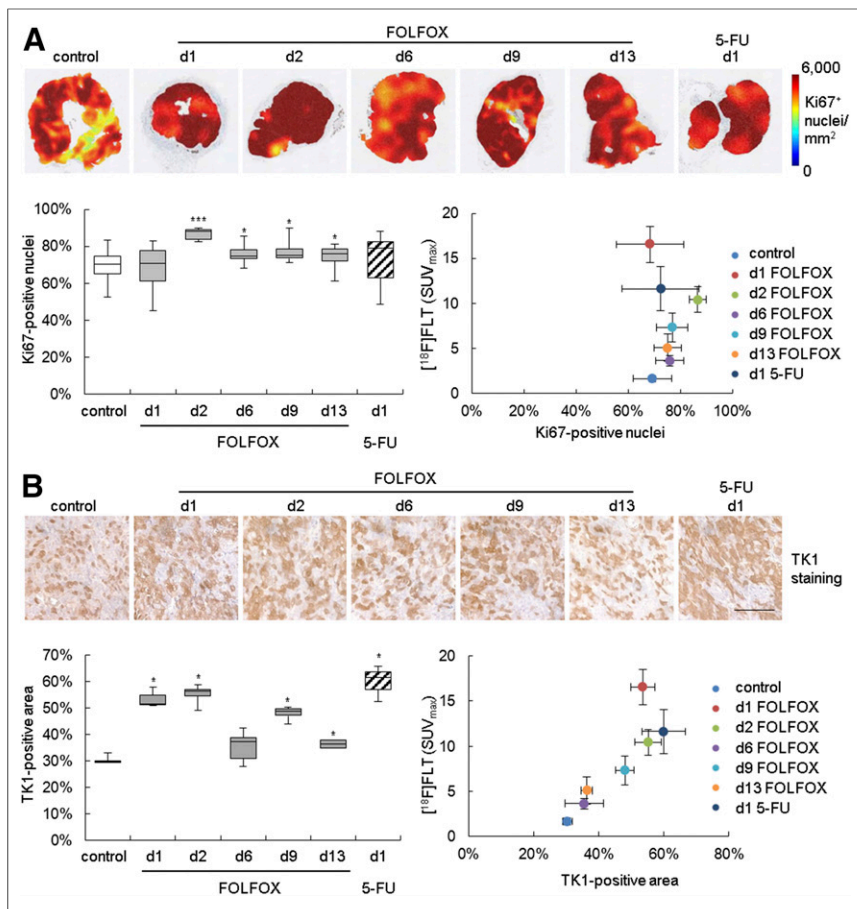 A
FOLFOX
5-FU
control d1 d2 d6 d9 d13 d1
6,000
Ki67+
nuclei/
mm2
0
100%
80%
60%
40%
20%
0%
Ki67-positive nuclei
*** * * *
control d1 d2 d6 d9 d13 d1
FOLFOX 5-FU
20
15
10
5
0
[18F]FLT (SUVmax)
0% 20% 40% 60% 80% 100%
Ki67-positive nuclei
control
d1 FOLFOX
d2 FOLFOX
d6 FOLFOX
d9 FOLFOX
d13 FOLFOX
d1 5-FU
B
FOLFOX
5-FU
control d1 d2 d6 d9 d13 d1
TK1
staining
70%
60%
50%
40%
30%
20%
10%
0%
TK1-positive area
* * * * *
control d1 d2 d6 d9 d13 d1
FOLFOX 5-FU
20
15
10
5
0
[18F]FLT (SUVmax)
0% 20% 40% 60% 80%
TK1-positive area
control
d1 FOLFOX
d2 FOLFOX
d6 FOLFOX
d9 FOLFOX
d13 FOLFOX
d1 5-FU